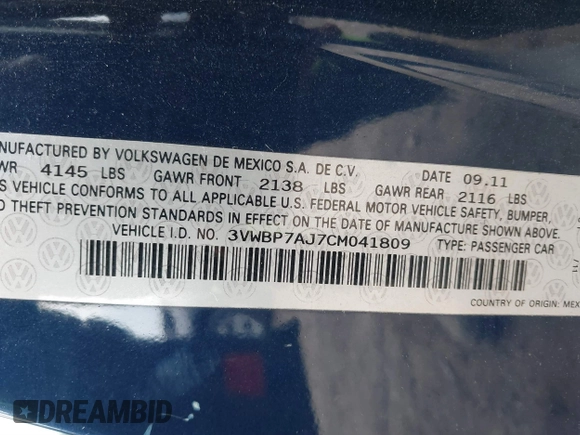 MANUFACTURED BY VOLKSWAGEN DE MEXICO S.A. DE C.V. DATE 09.11
WR 4145 LBS GAWR FRONT 2138 LBS GAWR REAR 2116 LBS
S VEHICLE CONFORMS TO ALL APPLICABLE U.S. FEDERAL MOTOR VEHICLE SAFETY, BUMPER,
D THEFT PREVENTION STANDARDS IN EFFECT ON THE DATE OF MANUFACTURE SHOWN ABOVE.
VEHICLE I.D. NO. 3VWBP7AJ7CM041809 TYPE: PASSENGER CAR
COUNTRY OF ORIGIN: MEX
DREAMBID